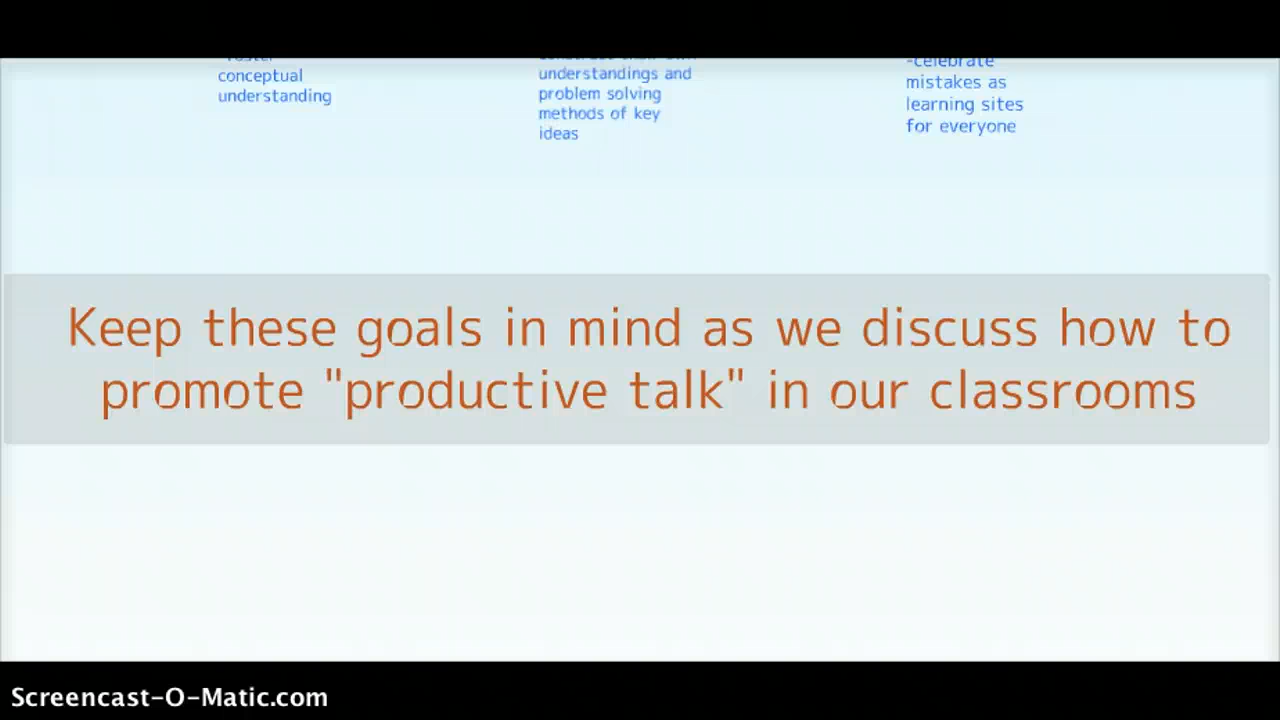 conceptual
understanding
understandings and
problem solving
methods of key
ideas
-celebrate
mistakes as
learning sites
for everyone
Keep these goals in mind as we discuss how to
promote "productive talk" in our classrooms
Screencast-O-Matic.com